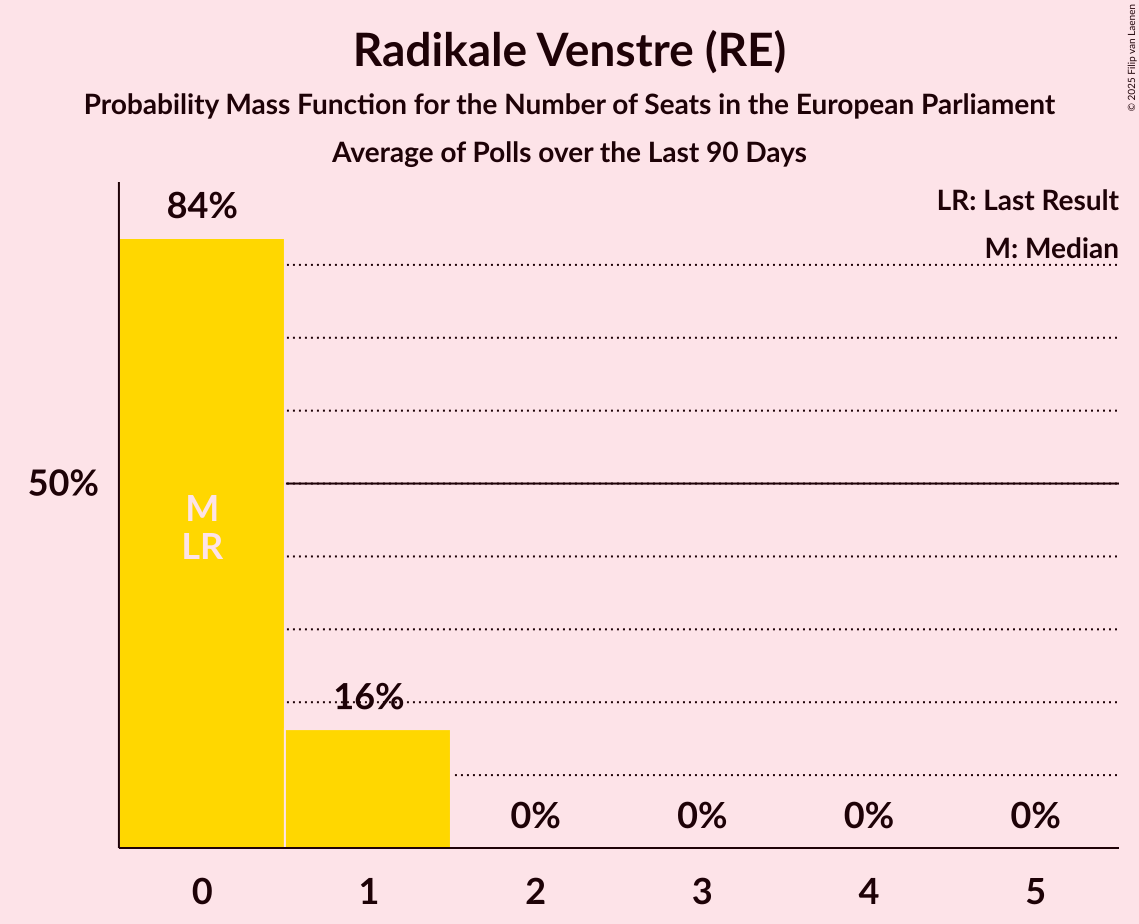 Radikale Venstre (RE)
Probability Mass Function for the Number of Seats in the European Parliament
Average of Polls over the Last 90 Days
© 2025 Filip van Laenen
LR: Last Result
M: Median
84%
50%
M
LR
16%
0%
0%
0%
0%
0
1
2
3
4
5